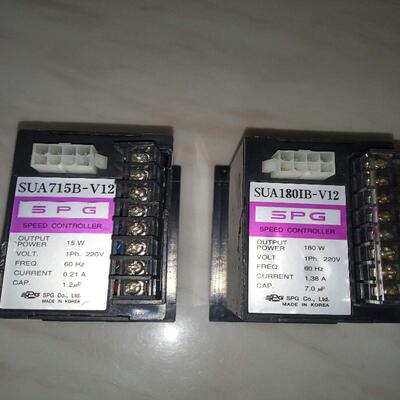 SUA715B-V12
SPG
SPEED CONTROLLER
OUTPUT POWER 15 W
VOLT. 1Ph. 220V
FREQ. 60 Hz
CURRENT 0.21 A
CAP. 1.2μF
SPG SPG Co., Ltd.
MADE IN KOREA
SUA180IB-V12
SPG
SPEED CONTROLLER
OUTPUT POWER 180 W
VOLT. 1Ph. 220V
FREQ. 60 Hz
CURRENT 1.38 A
CAP. 7.0 μF
SPG SPG Co., Ltd.
MADE IN KOREA